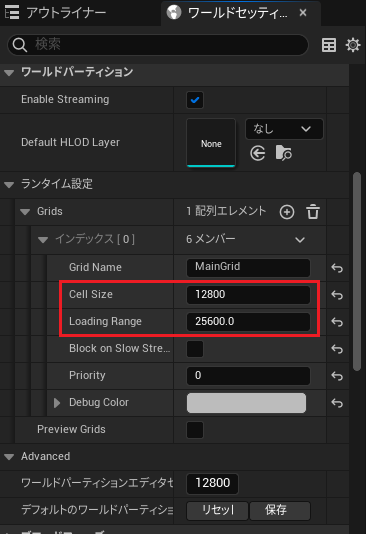 アウトライナー
ワールドセッティ...
検索
ワールドパーティション
Enable Streaming
Default HLOD Layer
None
なし
ランタイム設定
Grids
1 配列エレメント
インデックス [ 0 ]
6 メンバー
Grid Name
MainGrid
Cell Size
12800
Loading Range
25600.0
Block on Slow Stre...
Priority
0
Debug Color
Preview Grids
Advanced
ワールドパーティションエディタセ
12800
デフォルトのワールドパーティショ
リセット
保存